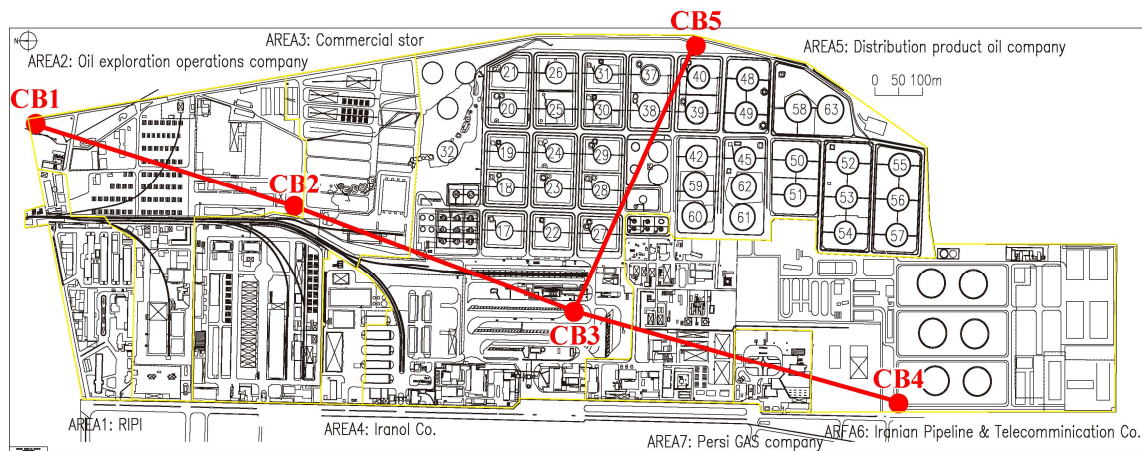 CB5
N
AREA3: Commercial stor
AREA5: Distribution product oil company
AREA2: Oil exploration operations company
0 50 100m
CB1
21 26 31 37 40 48
20 25 30 38 39 49 58 63
32 19 24 29 42 45 50 52 55
18 23 28 59 62 51 53 56
CB2
17 22 27 60 61 54 57
CB3
CB4
AREA1: RIPI
AREA4: Iranol Co.
AREA7: Persi GAS company
AREA6: Iranian Pipeline & Telecomminication Co.